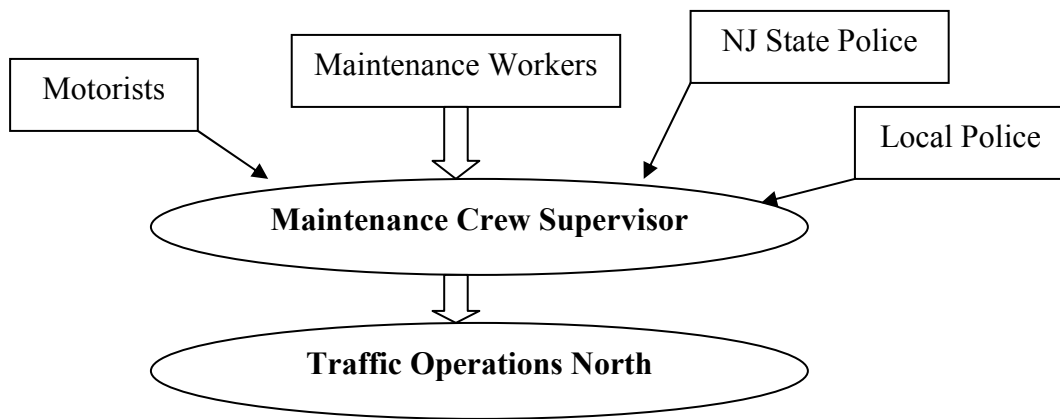 NJ State Police
Maintenance Workers
Motorists
Local Police
Maintenance Crew Supervisor
Traffic Operations North